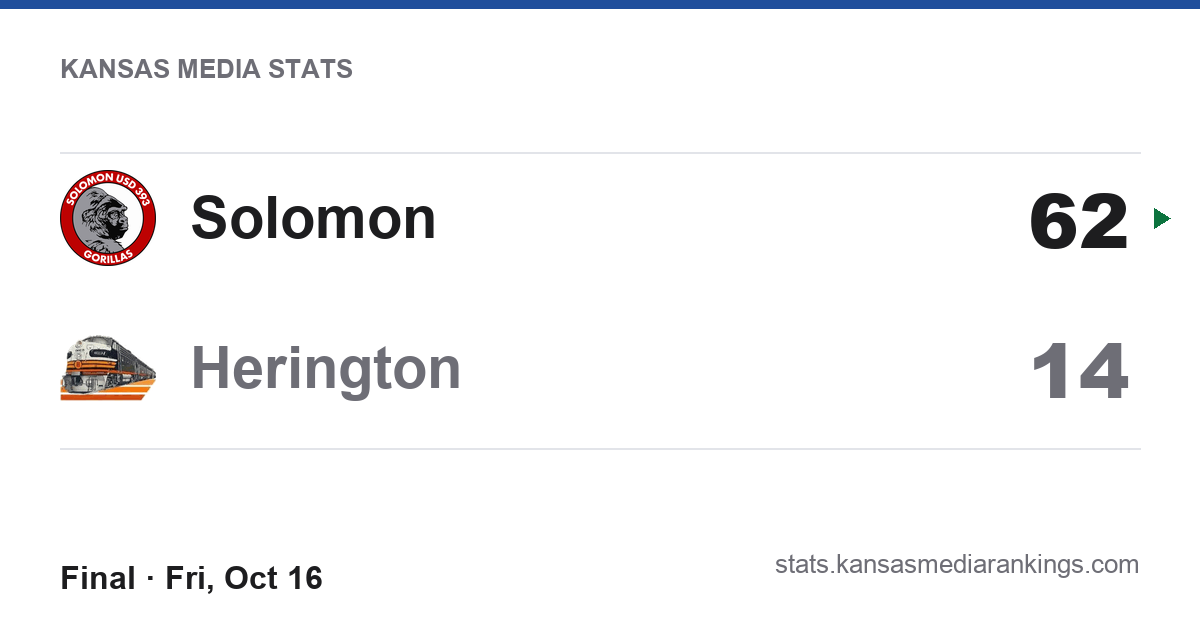 KANSAS MEDIA STATS
SOLOMON USD 393
GORILLAS
Solomon
62
Herington
14
Final · Fri, Oct 16
stats.kansasmediarankings.com